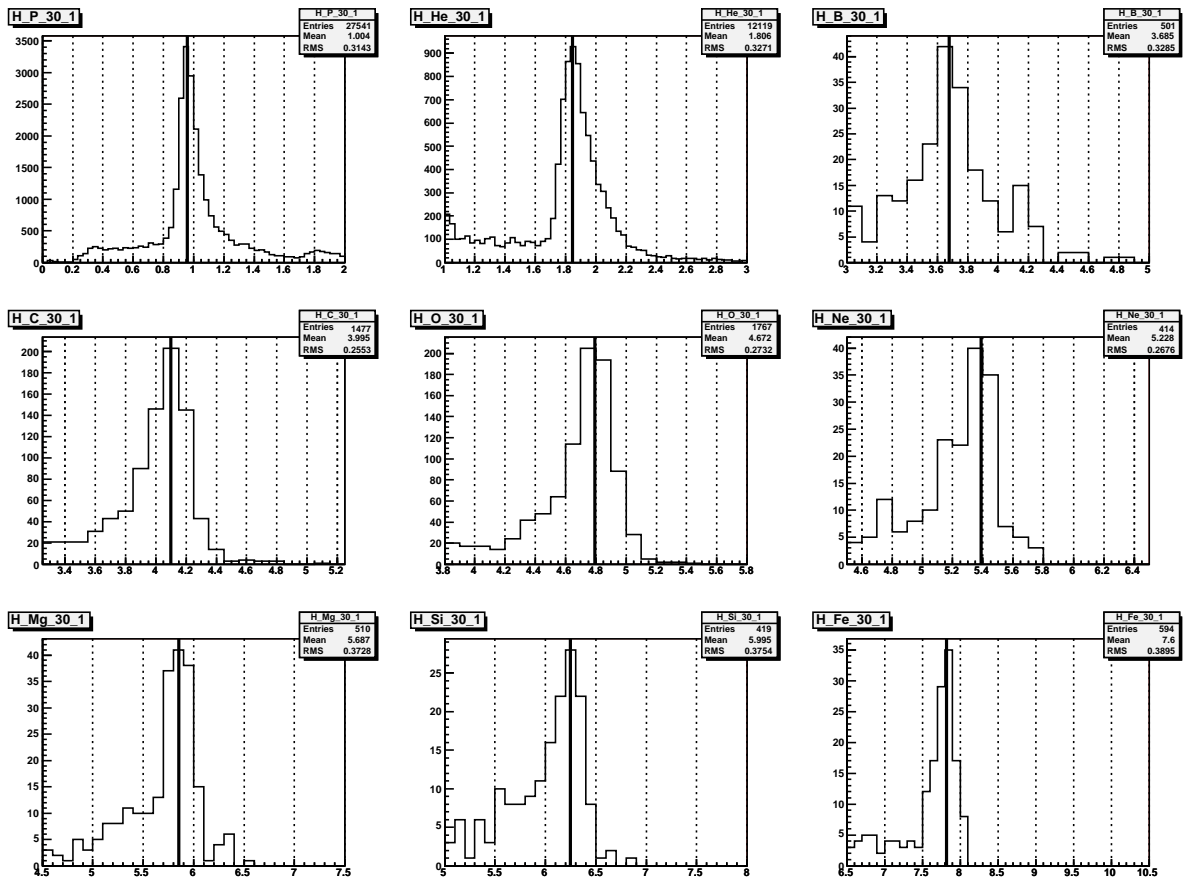 H_P_30_1
H_P_30_1
Entries 27541
Mean 1.004
RMS 0.3143
3500
3000
2500
2000
1500
1000
500
0
0 0.2 0.4 0.6 0.8 1 1.2 1.4 1.6 1.8 2
H_He_30_1
H_He_30_1
Entries 12119
Mean 1.806
RMS 0.3271
900
800
700
600
500
400
300
200
100
0
1 1.2 1.4 1.6 1.8 2 2.2 2.4 2.6 2.8 3
H_B_30_1
H_B_30_1
Entries 501
Mean 3.685
RMS 0.3285
40
35
30
25
20
15
10
5
0
3 3.2 3.4 3.6 3.8 4 4.2 4.4 4.6 4.8 5
H_C_30_1
H_C_30_1
Entries 1477
Mean 3.995
RMS 0.2553
200
180
160
140
120
100
80
60
40
20
0
3.4 3.6 3.8 4 4.2 4.4 4.6 4.8 5 5.2
H_O_30_1
H_O_30_1
Entries 1767
Mean 4.672
RMS 0.2732
200
180
160
140
120
100
80
60
40
20
0
3.8 4 4.2 4.4 4.6 4.8 5 5.2 5.4 5.6 5.8
H_Ne_30_1
H_Ne_30_1
Entries 414
Mean 5.228
RMS 0.2676
40
35
30
25
20
15
10
5
0
4.6 4.8 5 5.2 5.4 5.6 5.8 6 6.2 6.4
H_Mg_30_1
H_Mg_30_1
Entries 510
Mean 5.687
RMS 0.3728
40
35
30
25
20
15
10
5
0
4.5 5 5.5 6 6.5 7 7.5
H_Si_30_1
H_Si_30_1
Entries 419
Mean 5.995
RMS 0.3754
25
20
15
10
5
0
5 5.5 6 6.5 7 7.5 8
H_Fe_30_1
H_Fe_30_1
Entries 594
Mean 7.6
RMS 0.3895
35
30
25
20
15
10
5
0
6.5 7 7.5 8 8.5 9 9.5 10 10.5